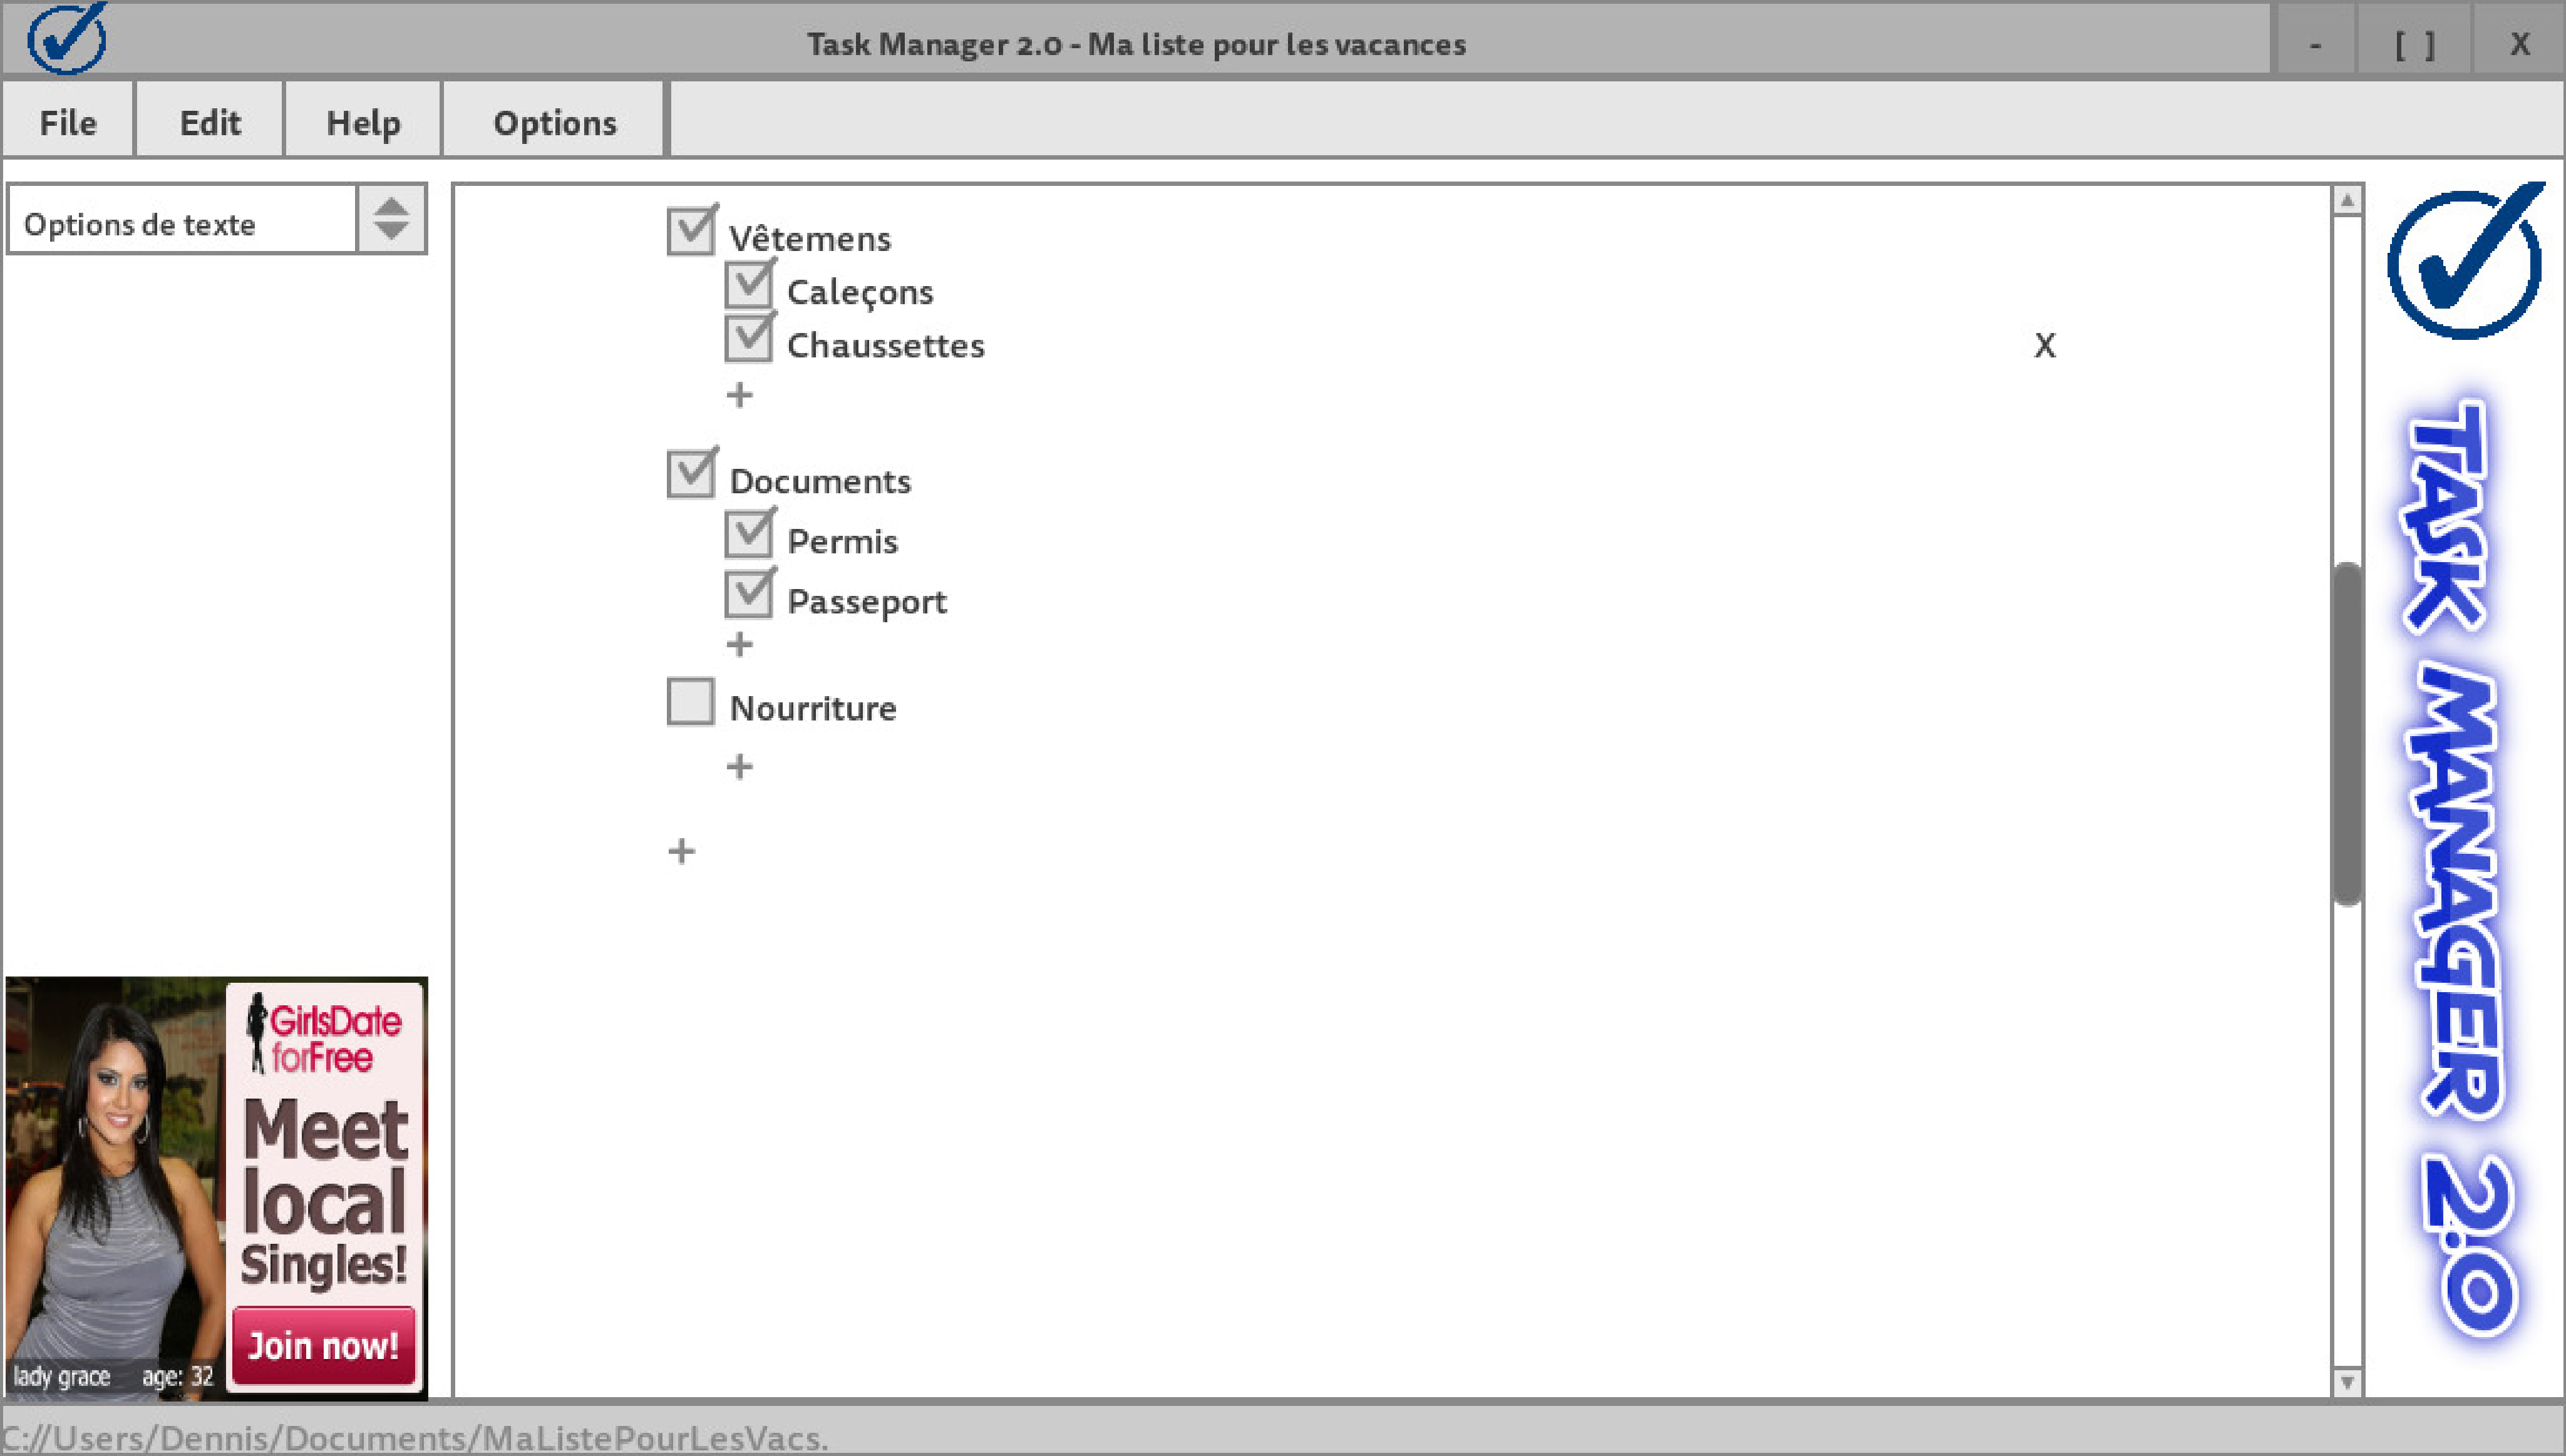 Task Manager 2.0 - Ma liste pour les vacances
- [ ] X
File Edit Help Options
Options de texte
Vêtemens
Caleçons
Chaussettes X
+
Documents
Permis
Passeport
+
Nourriture
+
+
GirlsDate
forFree
Meet
local
Singles!
Join now!
lady grace age: 32
TASK MANAGER 2.0
C://Users/Dennis/Documents/MaListePourLesVacs.